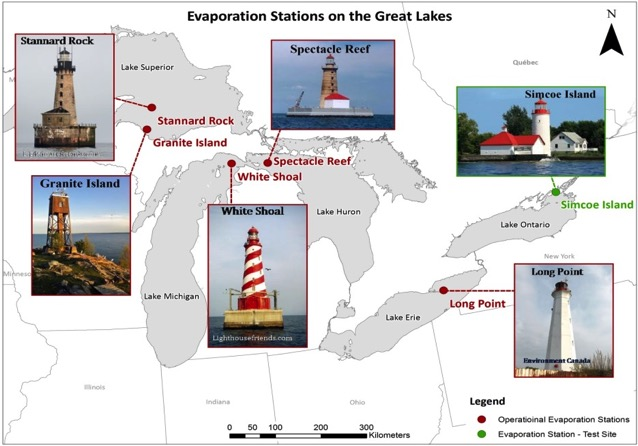 Evaporation Stations on the Great Lakes
N
Stannard Rock
Lake Superior
Spectacle Reef
Québec
Simcoe Island
Stannard Rock
Granite Island
Granite Island
Spectacle Reef
White Shoal
Simcoe Island
White Shoal
Lake Huron
Lake Ontario
New York
Long Point
Lake Michigan
Long Point
Lake Erie
Lighthousefriends.com
Environment Canada
Illinois
Indiana
Ohio
Legend
Operatioinal Evaporation Stations
Evaporation Station - Test Site
0 50 100 200 300
Kilometers